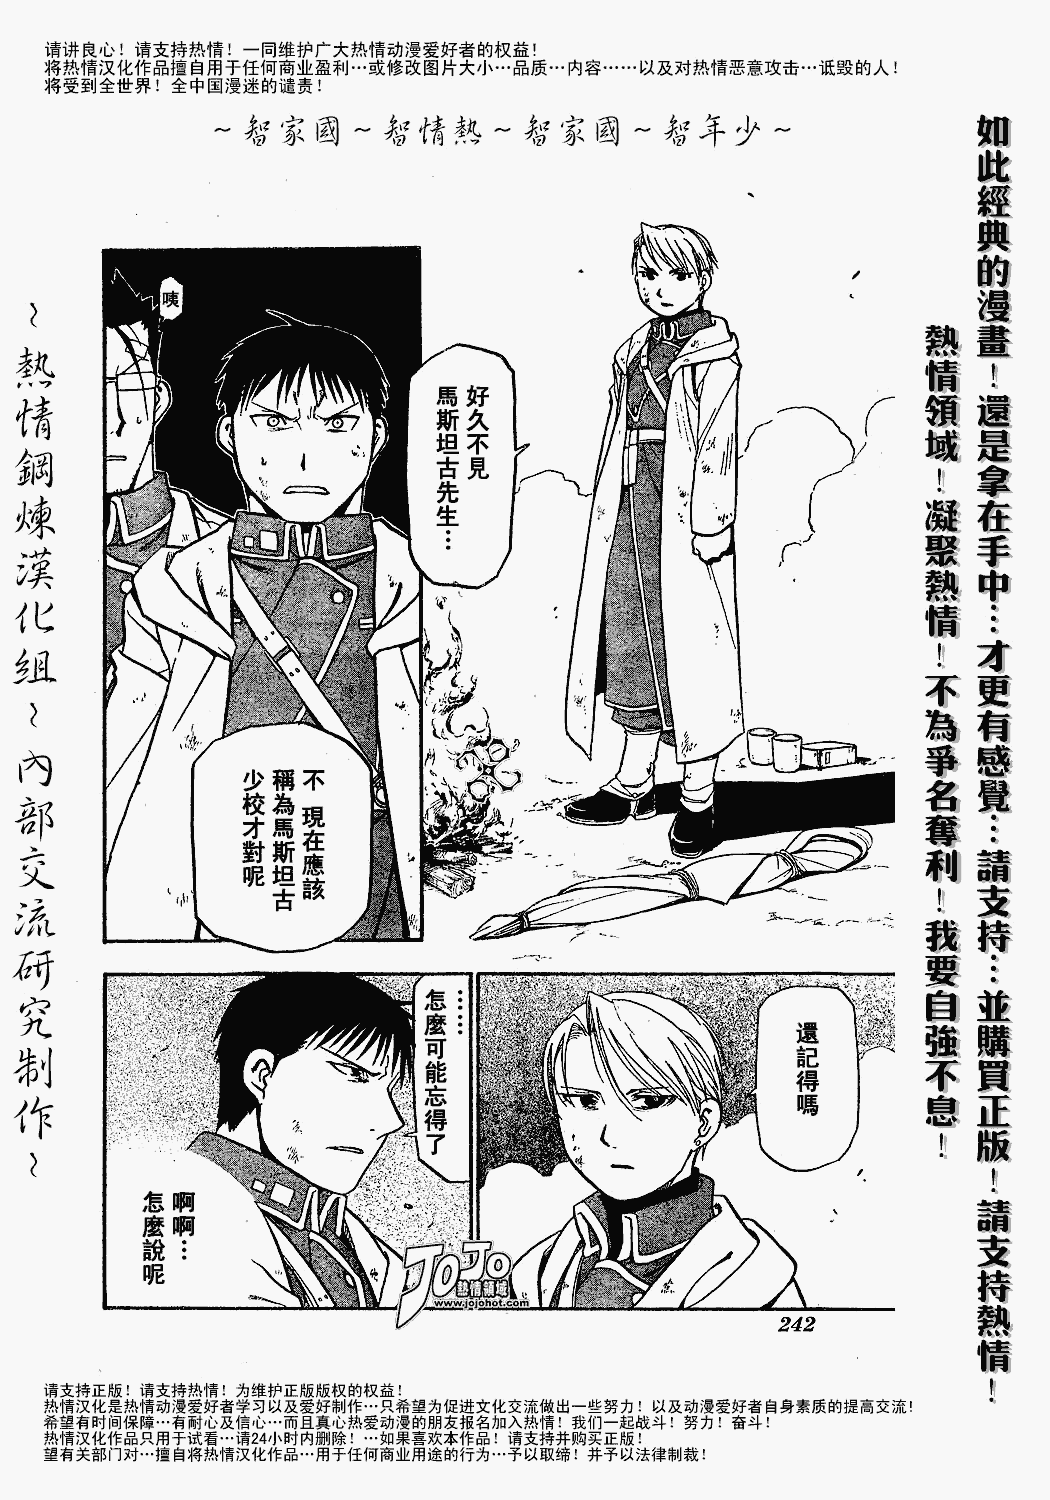 请讲良心！请支持热情！一同维护广大热情动漫爱好者的权益！
将热情汉化作品擅自用于任何商业盈利…或修改图片大小…品质…内容……以及对热情恶意攻击…诋毁的人！
将受到全世界！全中国漫迷的谴责！
～智家國～智情熱～智家國～智年少～
如此經典的漫畫！還是拿在手中…才更有感覺…請支持…並購買正版！請支持熱情！
熱情領域！凝聚熱情！不為爭名奪利！我要自強不息！
～熱情鋼煉漢化組～內部交流研究制作～
好久不見
馬斯坦古先生…
咦
不 現在應該
稱為馬斯坦古
少校才對呢
還記得嗎
……
怎麼可能忘得了
啊啊…
怎麼說呢
JOJO
熱情領域
www.jojohot.com
242
请支持正版！请支持热情！为维护正版版权的权益！
热情汉化是热情动漫爱好者学习以及爱好制作…只希望为促进文化交流做出一些努力！以及动漫爱好者自身素质的提高交流！
希望有时间保障…有耐心及信心…而且真心热爱动漫的朋友报名加入热情！我们一起战斗！努力！奋斗！
热情汉化作品只用于试看…请24小时内删除！…如果喜欢本作品！请支持并购买正版！
望有关部门对…擅自将热情汉化作品…用于任何商业用途的行为…予以取缔！并予以法律制裁！